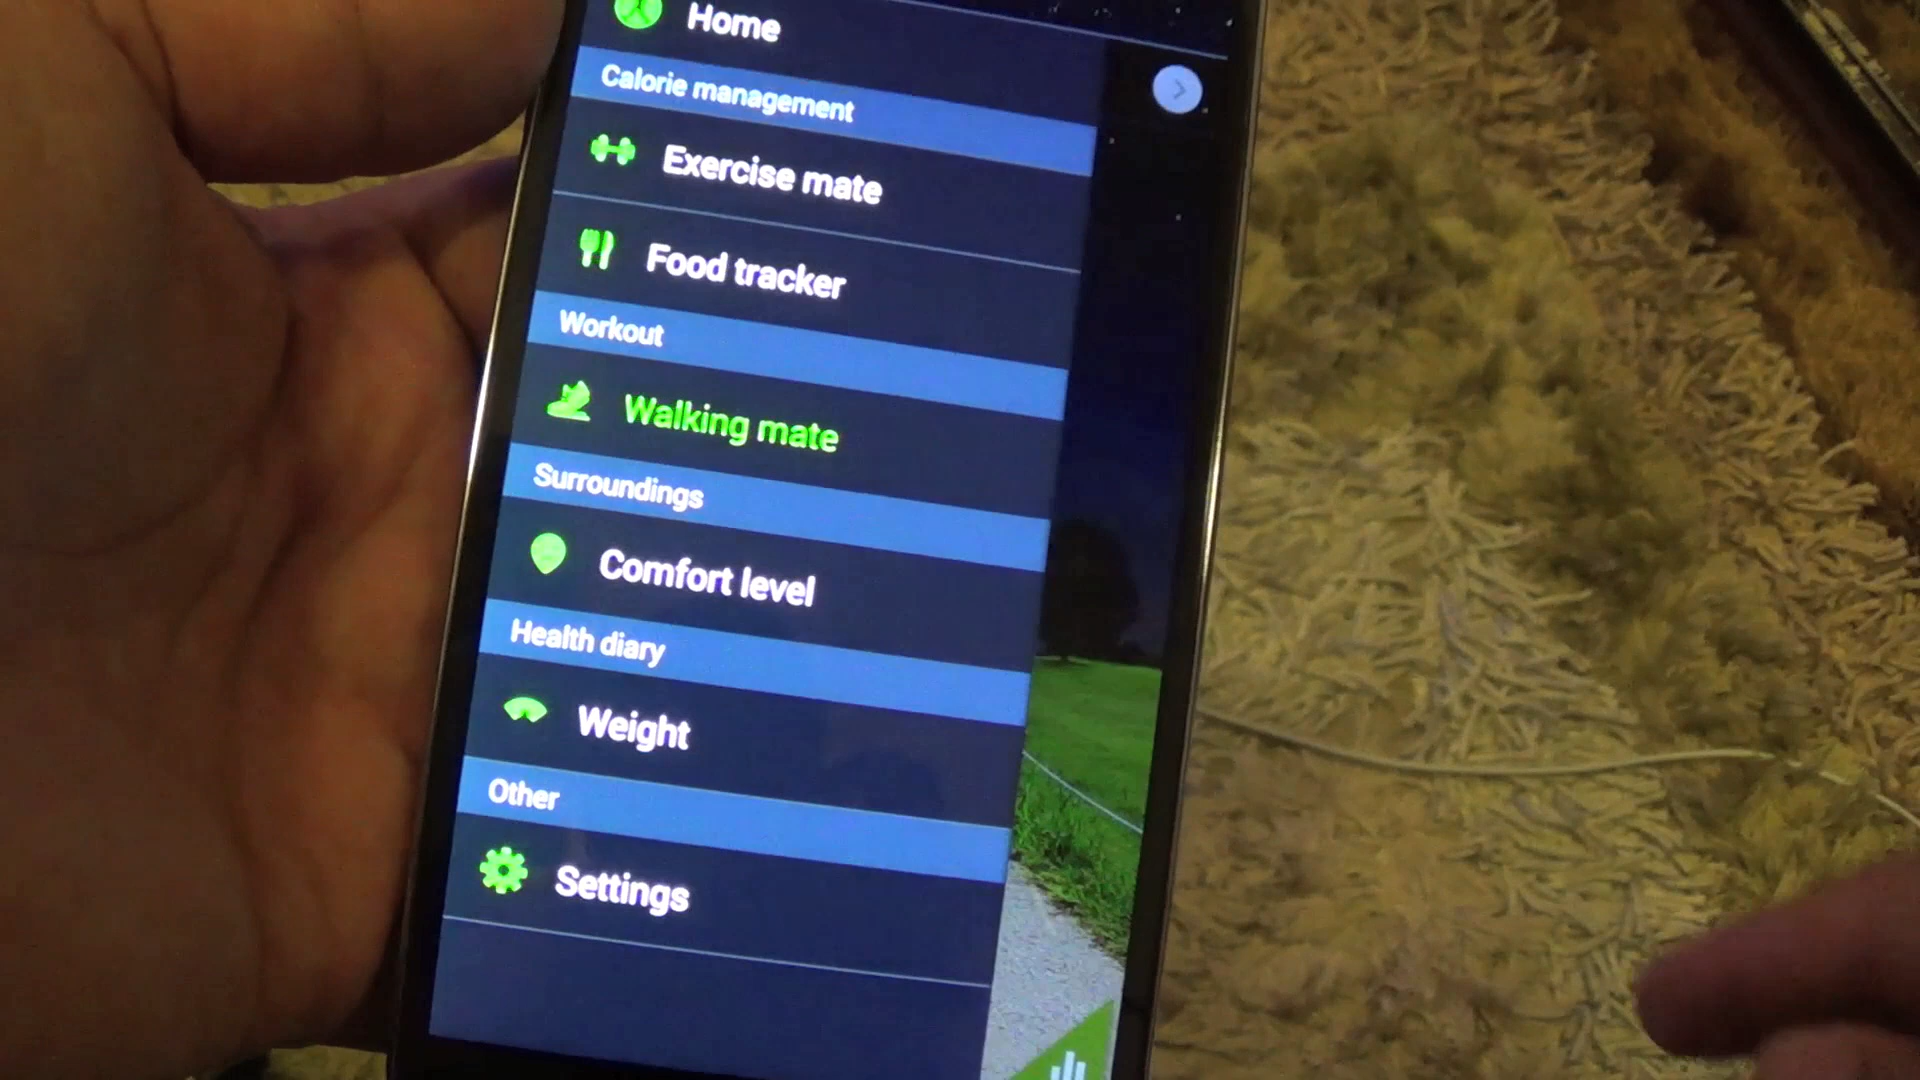 Home
Calorie management
Exercise mate
Food tracker
Workout
Walking mate
Surroundings
Comfort level
Health diary
Weight
Other
Settings